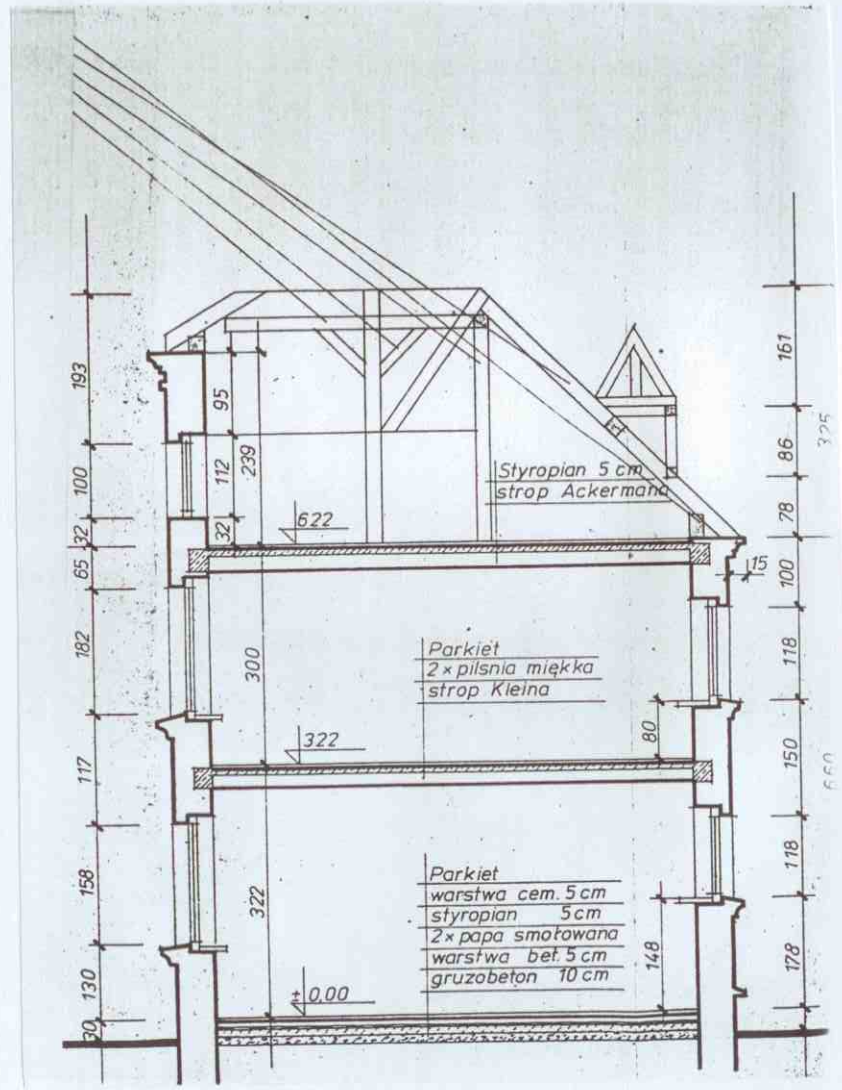 193
100
32
65
182
117
158
130
30
95
112
32
239
622
300
322
322
±0,00
Styropian 5 cm
strop Ackermana
Parkiet
2×pilsnia miękka
strop Kleina
Parkiet
warstwa cem. 5 cm
styropian 5 cm
2×papa smołowana
warstwa bet. 5 cm
gruzobeton 10 cm
80
148
15
161
86
78
100
118
150
118
178
325
660